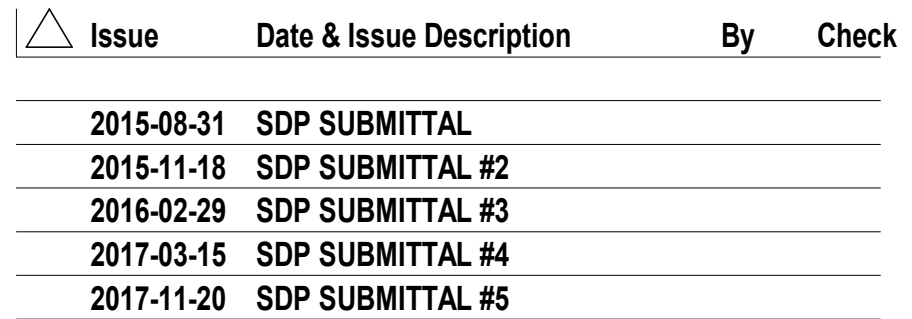 Issue Date & Issue Description By Check
2015-08-31 SDP SUBMITTAL
2015-11-18 SDP SUBMITTAL #2
2016-02-29 SDP SUBMITTAL #3
2017-03-15 SDP SUBMITTAL #4
2017-11-20 SDP SUBMITTAL #5